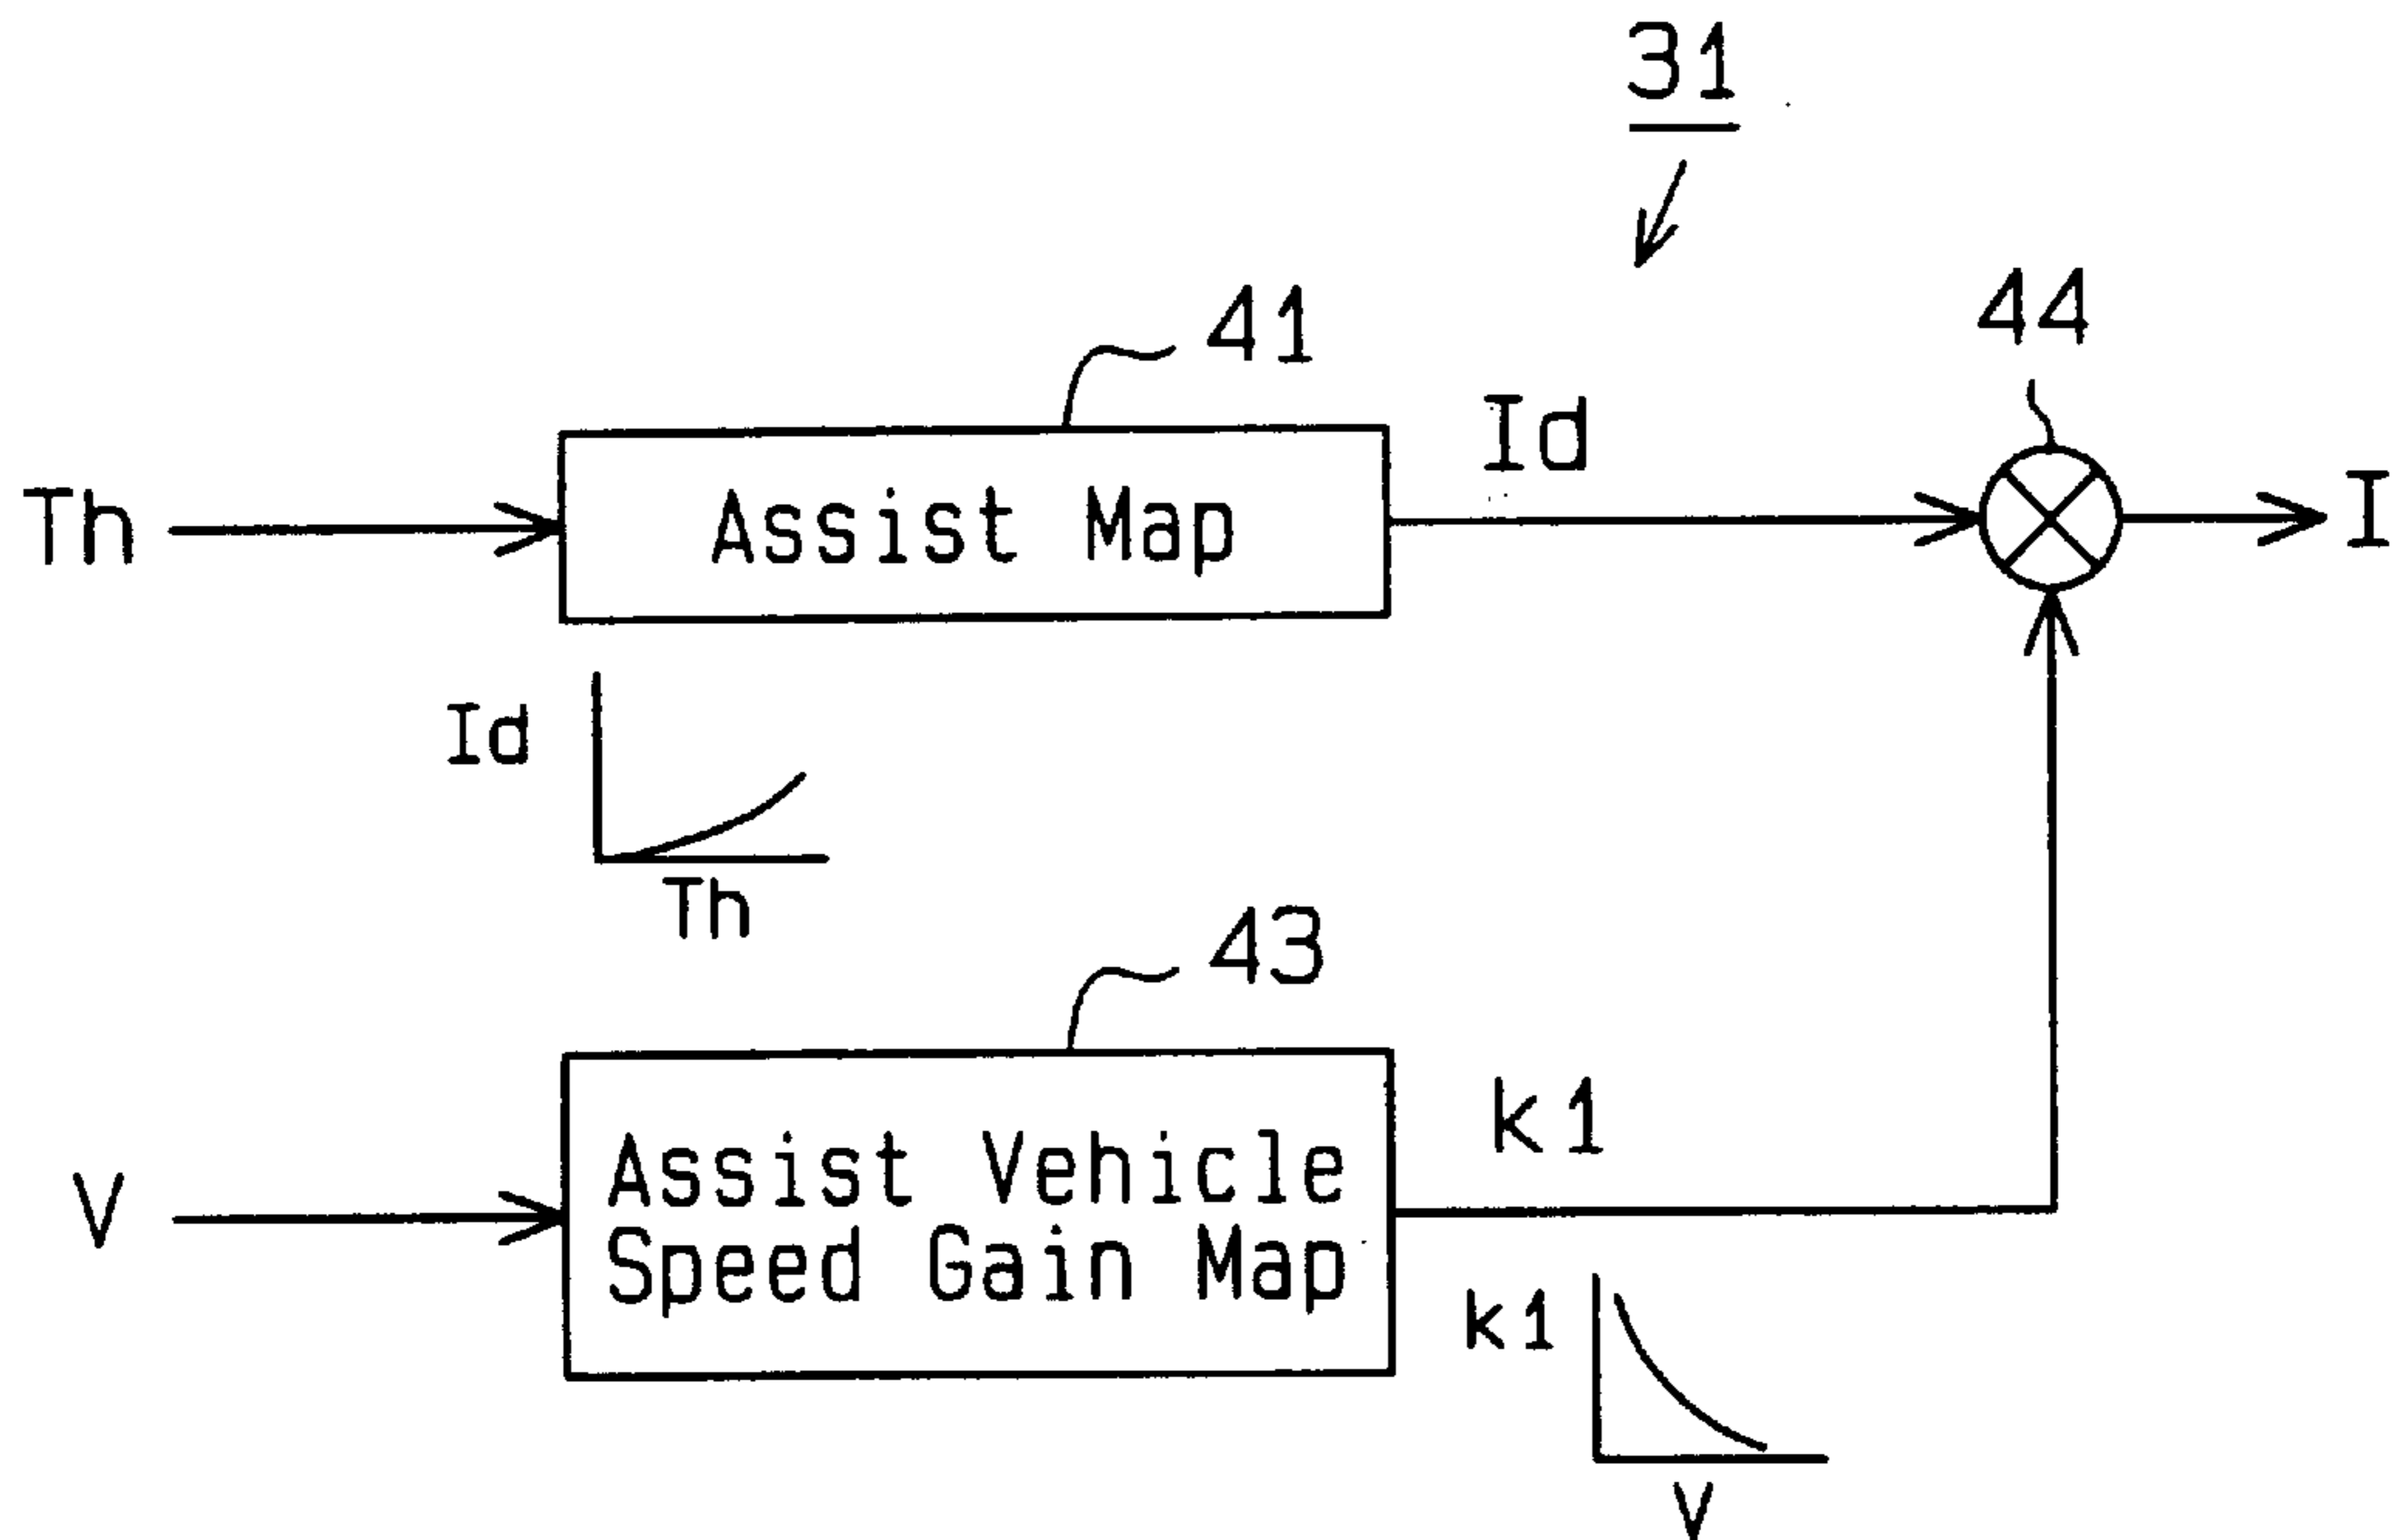 31
41
44
Id
Th
Assist Map
I
Id
Th
43
k1
V
Assist Vehicle
Speed Gain Map
k1
V